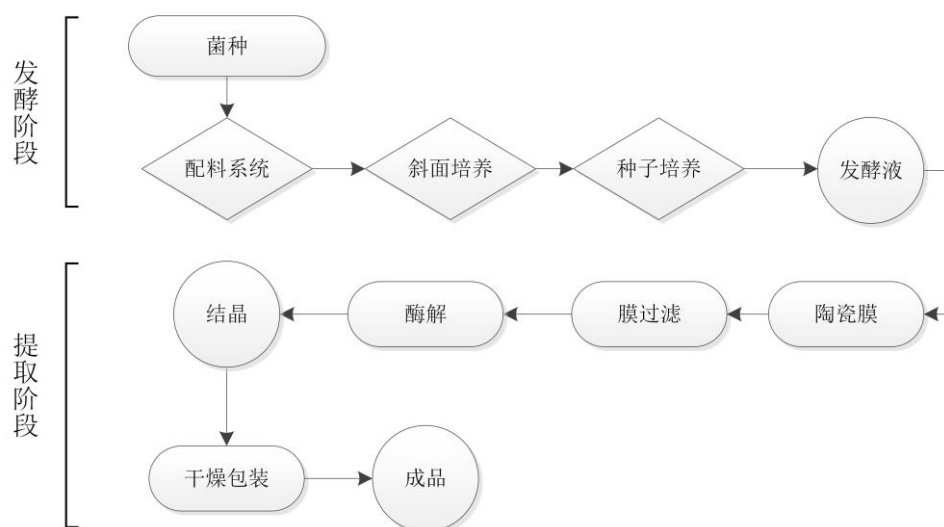 发酵阶段
菌种
配料系统
斜面培养
种子培养
发酵液
提取阶段
结晶
酶解
膜过滤
陶瓷膜
干燥包装
成品